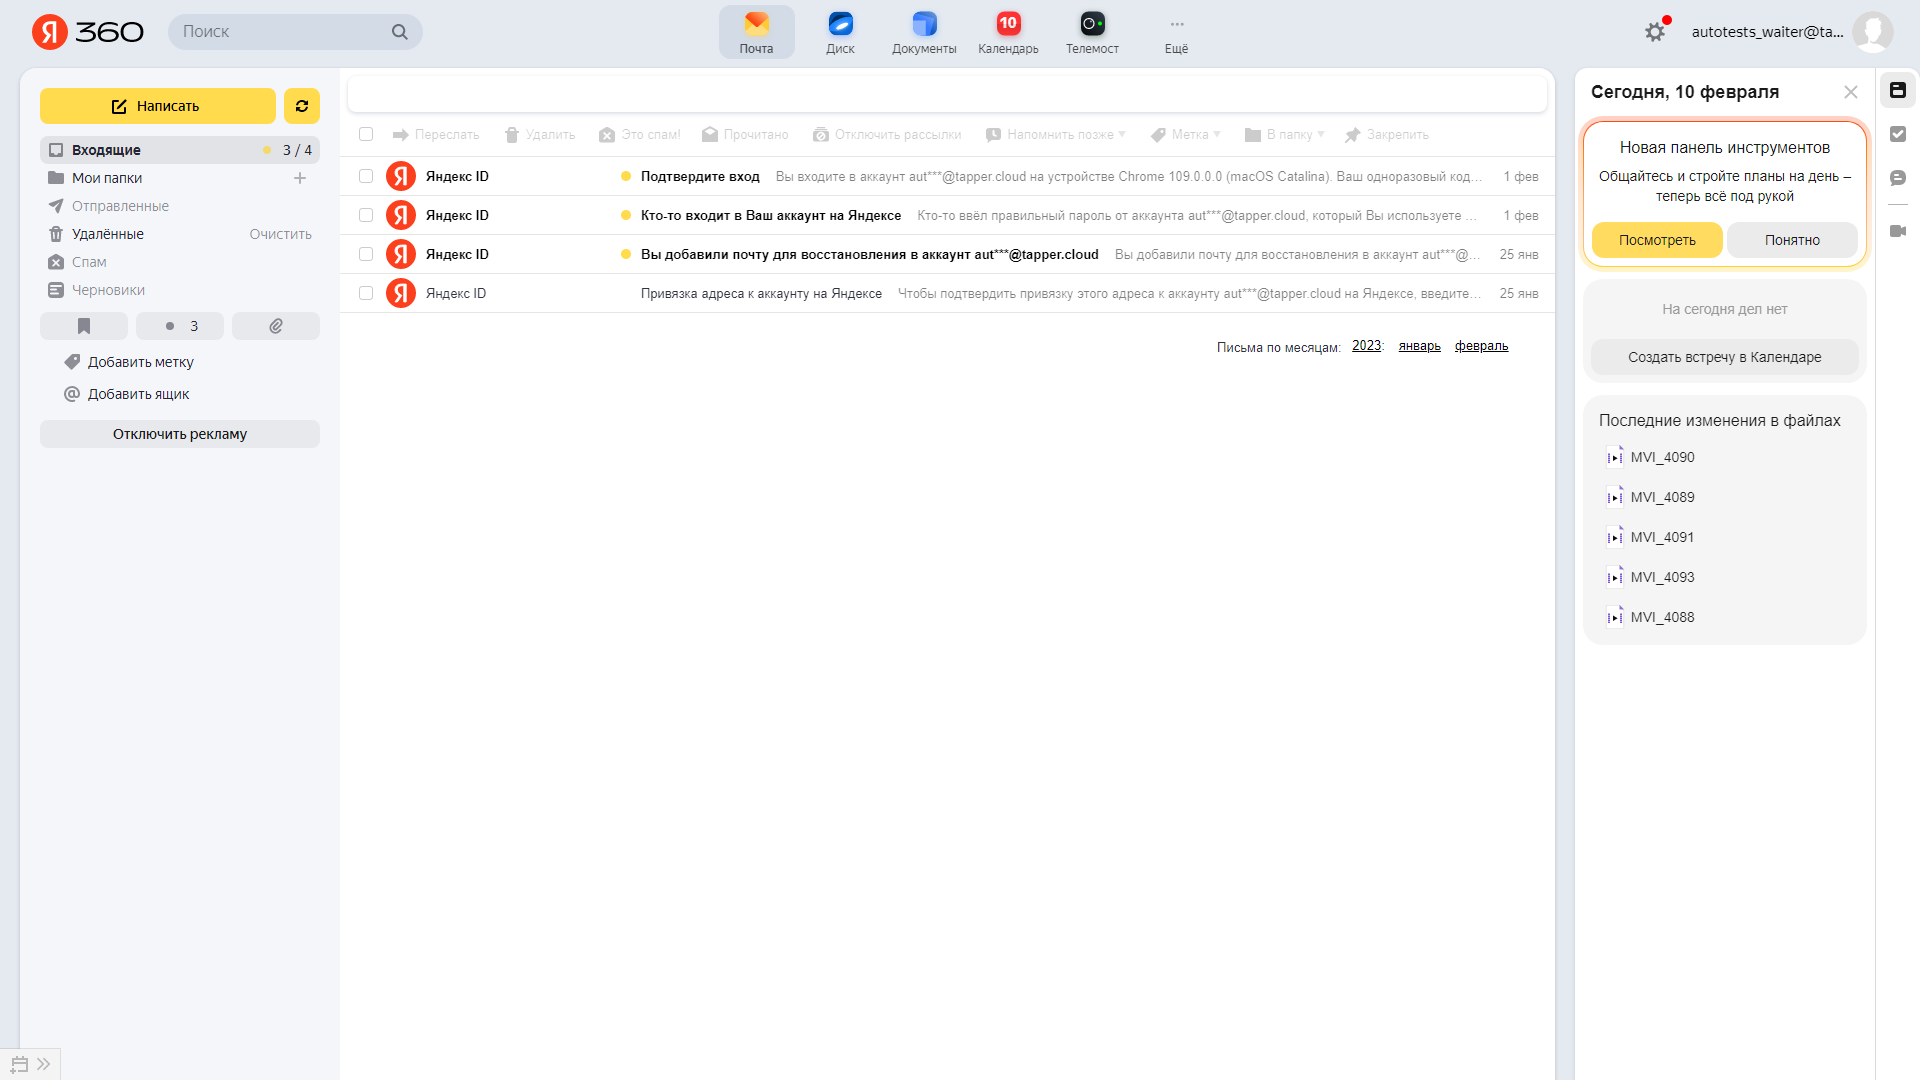 Я 360
Поиск
Почта
Диск
Документы
10
Календарь
Телемост
Ещё
autotests_waiter@ta...
Написать
Входящие 3 / 4
Мои папки
Отправленные
Удалённые Очистить
Спам
Черновики
3
Добавить метку
Добавить ящик
Отключить рекламу
Переслать Удалить Это спам! Прочитано Отключить рассылки Напомнить позже Метка В папку Закрепить
Я Яндекс ID Подтвердите вход Вы входите в аккаунт aut***@tapper.cloud на устройстве Chrome 109.0.0.0 (macOS Catalina). Ваш одноразовый код... 1 фев
Я Яндекс ID Кто-то входит в Ваш аккаунт на Яндексе Кто-то ввёл правильный пароль от аккаунта aut***@tapper.cloud, который Вы используете ... 1 фев
Я Яндекс ID Вы добавили почту для восстановления в аккаунт aut***@tapper.cloud Вы добавили почту для восстановления в аккаунт aut***@... 25 янв
Я Яндекс ID Привязка адреса к аккаунту на Яндексе Чтобы подтвердить привязку этого адреса к аккаунту aut***@tapper.cloud на Яндексе, введите... 25 янв
Письма по месяцам: 2023: январь февраль
Сегодня, 10 февраля
Новая панель инструментов
Общайтесь и стройте планы на день –
теперь всё под рукой
Посмотреть Понятно
На сегодня дел нет
Создать встречу в Календаре
Последние изменения в файлах
MVI_4090
MVI_4089
MVI_4091
MVI_4093
MVI_4088